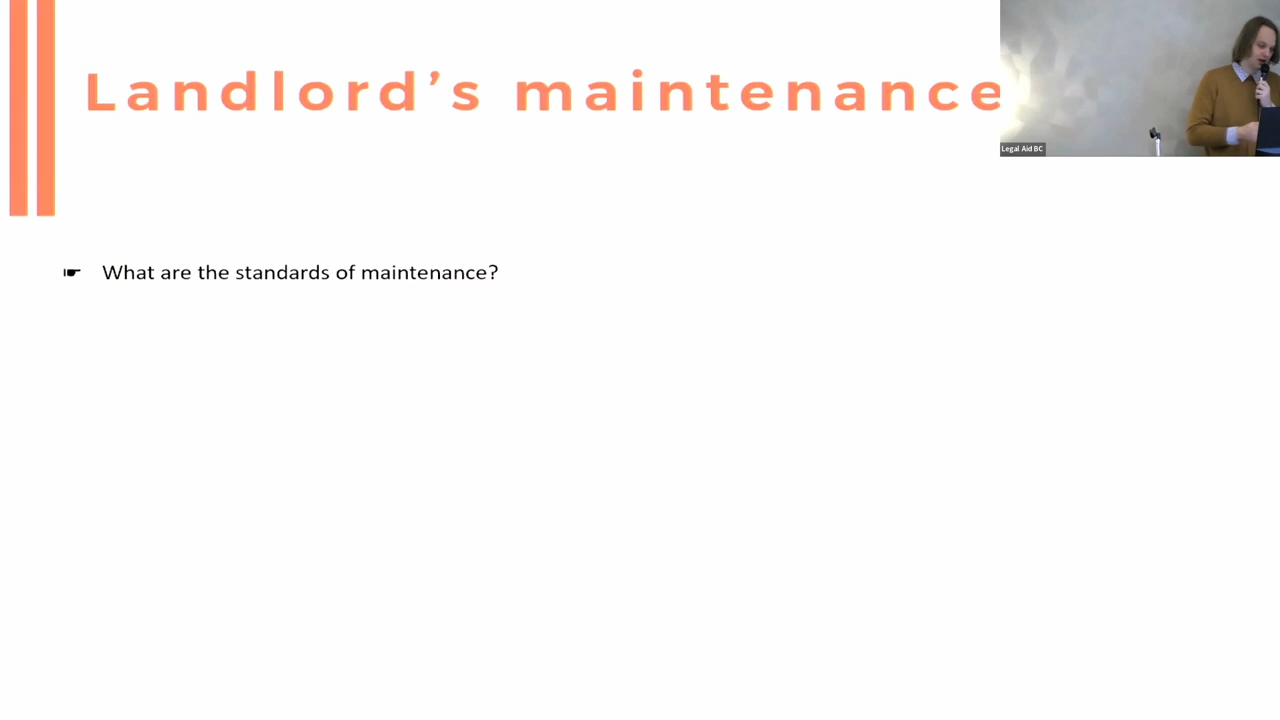 Landlord’s maintenance
Legal Aid BC
☛ What are the standards of maintenance?